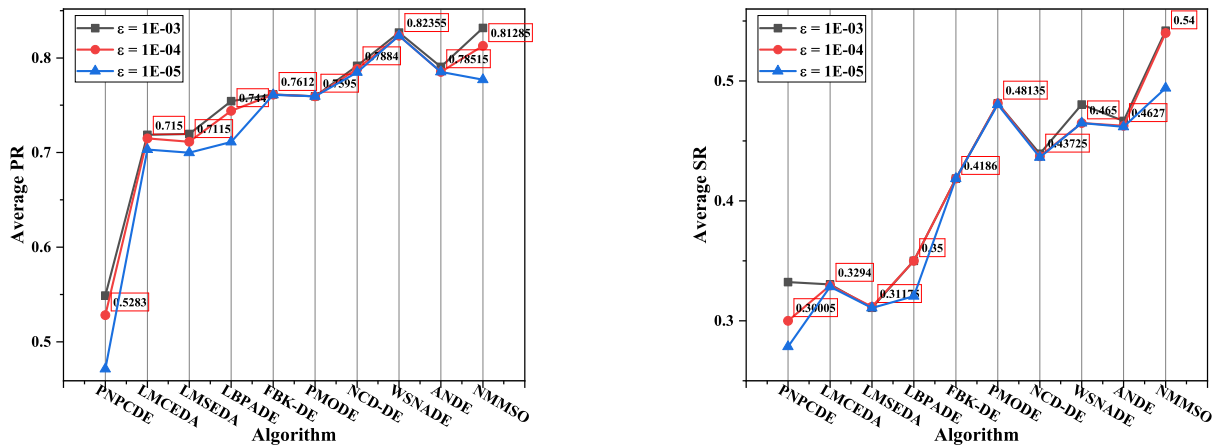 ε = 1E-03
ε = 1E-04
ε = 1E-05
Average PR
0.8
0.7
0.6
0.5
0.5283
0.715
0.7115
0.744
0.7612
0.7595
0.7884
0.82355
0.78515
0.81285
PNPCDE
LMCEDA
LMSEDA
LBPADE
FBK-DE
PMODE
NCD-DE
WSNADE
ANDE
NMMSO
Algorithm
ε = 1E-03
ε = 1E-04
ε = 1E-05
Average SR
0.5
0.4
0.3
0.30005
0.3294
0.31175
0.35
0.4186
0.48135
0.43725
0.465
0.4627
0.54
PNPCDE
LMCEDA
LMSEDA
LBPADE
FBK-DE
PMODE
NCD-DE
WSNADE
ANDE
NMMSO
Algorithm